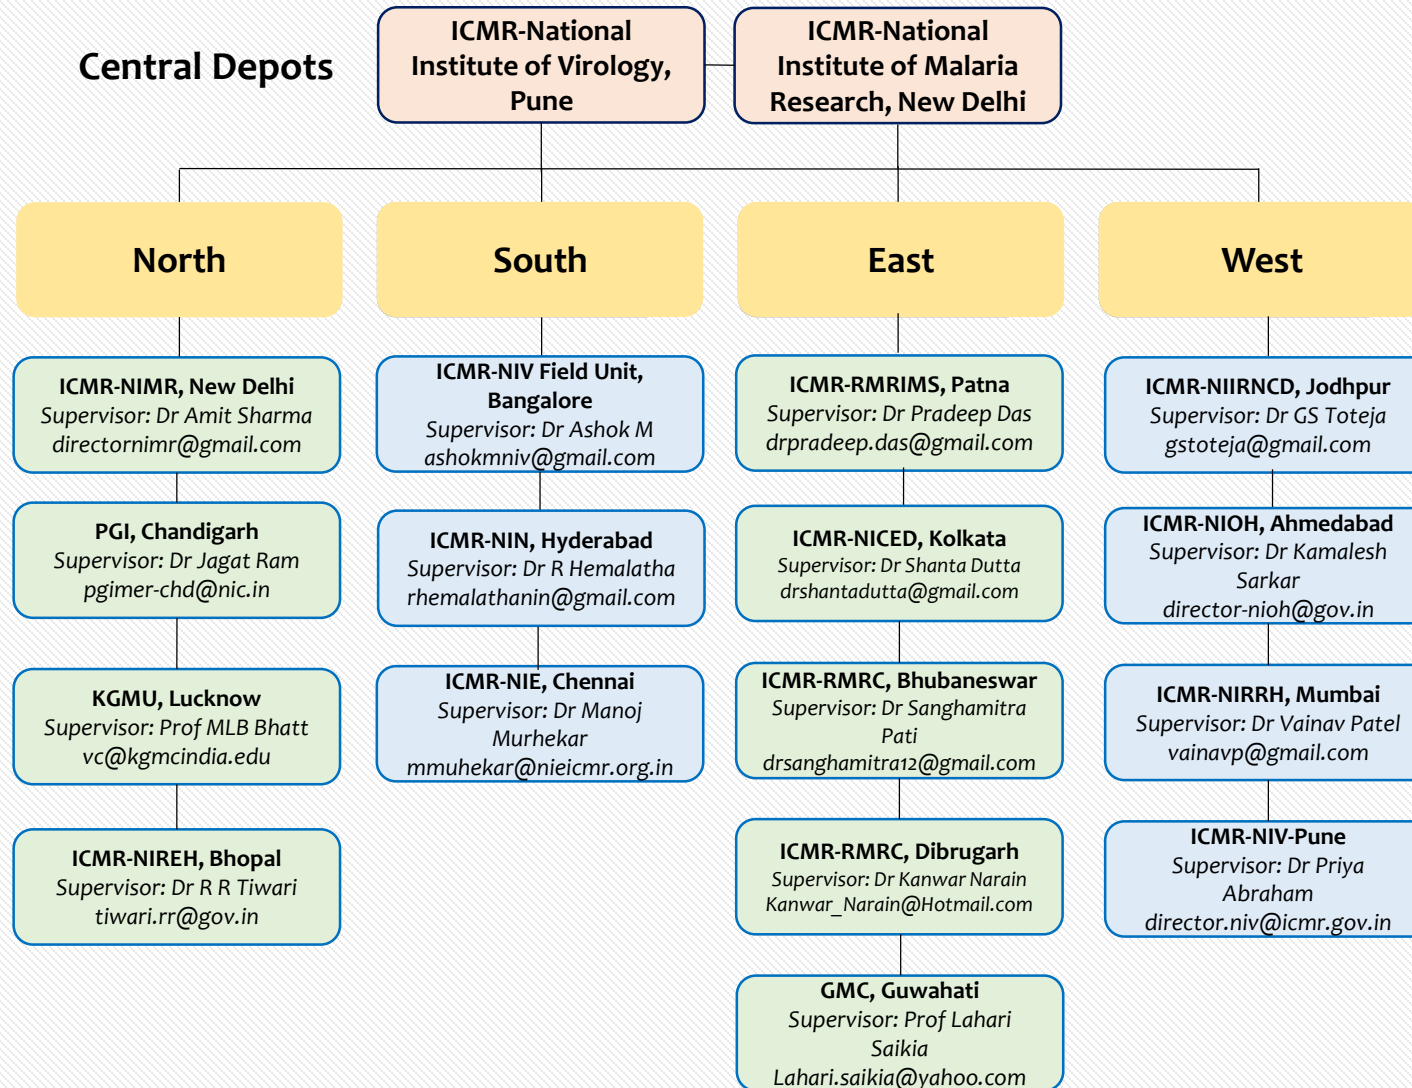 Central Depots
ICMR-National
Institute of Virology,
Pune
ICMR-National
Institute of Malaria
Research, New Delhi
North
ICMR-NIMR, New Delhi
Supervisor: Dr Amit Sharma
directornimr@gmail.com
PGI, Chandigarh
Supervisor: Dr Jagat Ram
pgimer-chd@nic.in
KGMU, Lucknow
Supervisor: Prof MLB Bhatt
vc@kgmcindia.edu
ICMR-NIREH, Bhopal
Supervisor: Dr R R Tiwari
tiwari.rr@gov.in
South
ICMR-NIV Field Unit,
Bangalore
Supervisor: Dr Ashok M
ashokmniv@gmail.com
ICMR-NIN, Hyderabad
Supervisor: Dr R Hemalatha
rhemalathanin@gmail.com
ICMR-NIE, Chennai
Supervisor: Dr Manoj
Murhekar
mmuhekar@nieicmr.org.in
East
ICMR-RMRIMS, Patna
Supervisor: Dr Pradeep Das
drpradeep.das@gmail.com
ICMR-NICED, Kolkata
Supervisor: Dr Shanta Dutta
drshantadutta@gmail.com
ICMR-RMRC, Bhubaneswar
Supervisor: Dr Sanghamitra
Pati
drsanghamitra12@gmail.com
ICMR-RMRC, Dibrugarh
Supervisor: Dr Kanwar Narain
Kanwar_Narain@Hotmail.com
GMC, Guwahati
Supervisor: Prof Lahari
Saikia
Lahari.saikia@yahoo.com
West
ICMR-NIIRNCD, Jodhpur
Supervisor: Dr GS Toteja
gstoteja@gmail.com
ICMR-NIOH, Ahmedabad
Supervisor: Dr Kamalesh
Sarkar
director-nioh@gov.in
ICMR-NIRRH, Mumbai
Supervisor: Dr Vainav Patel
vainavp@gmail.com
ICMR-NIV-Pune
Supervisor: Dr Priya
Abraham
director.niv@icmr.gov.in